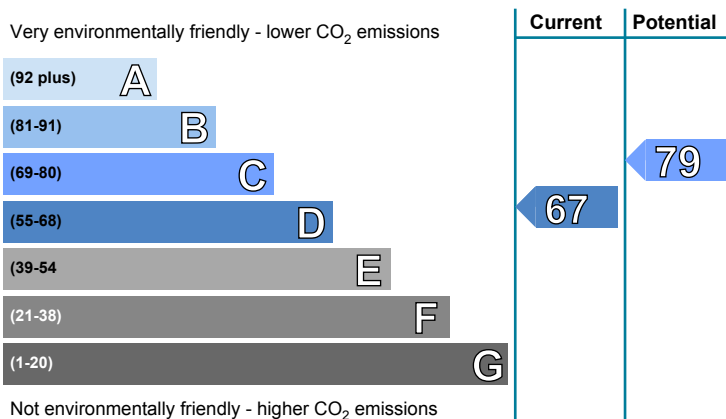 Current Potential
Very environmentally friendly - lower CO2 emissions
(92 plus) A
(81-91) B
(69-80) C
79
(55-68) D
67
(39-54 E
(21-38) F
(1-20) G
Not environmentally friendly - higher CO2 emissions